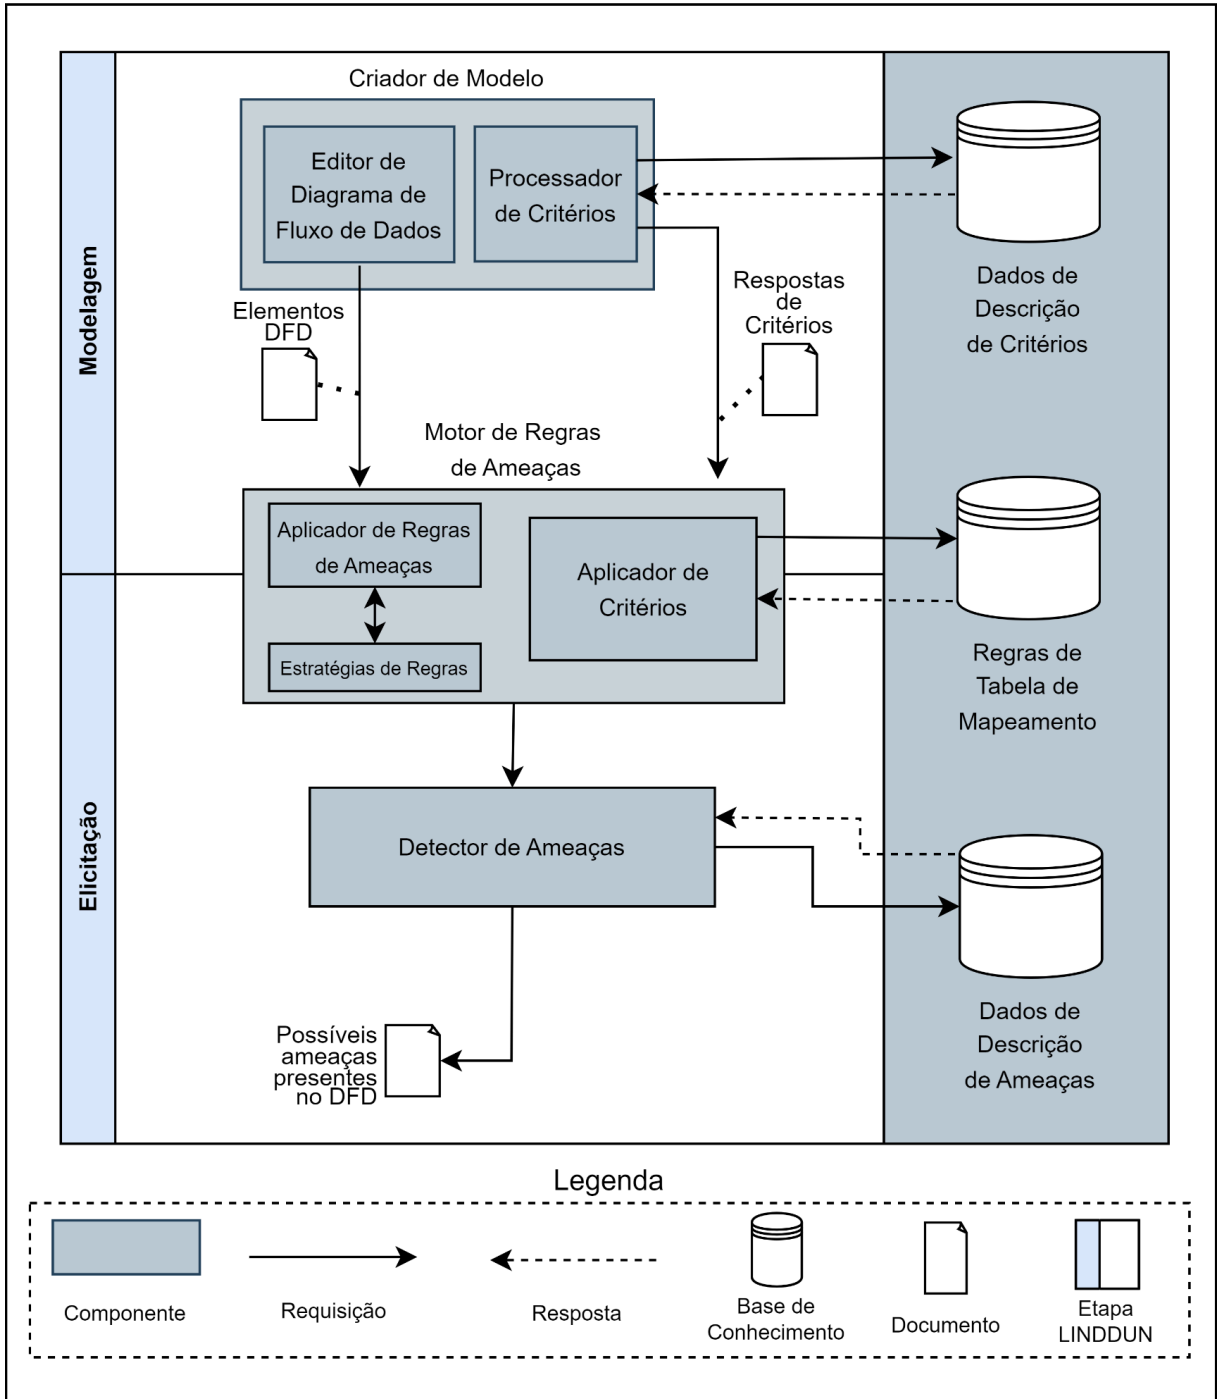 Criador de Modelo
Editor de
Diagrama de
Fluxo de Dados
Processador
de Critérios
Dados de
Descrição
de Critérios
Modelagem
Elementos
DFD
Respostas
de
Critérios
Motor de Regras
de Ameaças
Aplicador de Regras
de Ameaças
Estratégias de Regras
Aplicador de
Critérios
Regras de
Tabela de
Mapeamento
Elicitação
Detector de Ameaças
Dados de
Descrição
de Ameaças
Possíveis
ameaças
presentes
no DFD
Legenda
Componente
Requisição
Resposta
Base de
Conhecimento
Documento
Etapa
LINDDUN